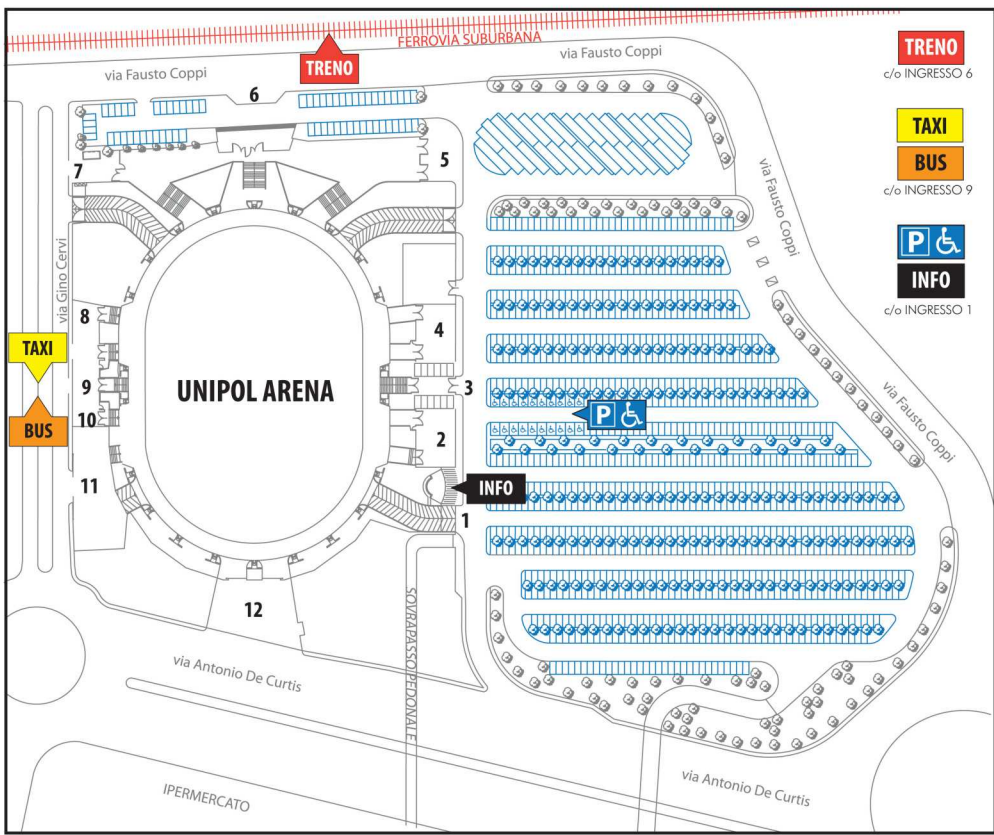 FERROVIA SUBURBANA
TRENO
via Fausto Coppi
via Fausto Coppi
6
7
5
via Gino Cervi
8
4
TAXI
9
3
BUS
10
2
11
UNIPOL ARENA
P
INFO
1
12
SOVRAPASSOPEDONALE
via Antonio De Curtis
IPERMERCATO
via Fausto Coppi
via Fausto Coppi
via Antonio De Curtis
TRENO
c/o INGRESSO 6
TAXI
BUS
c/o INGRESSO 9
P
INFO
c/o INGRESSO 1